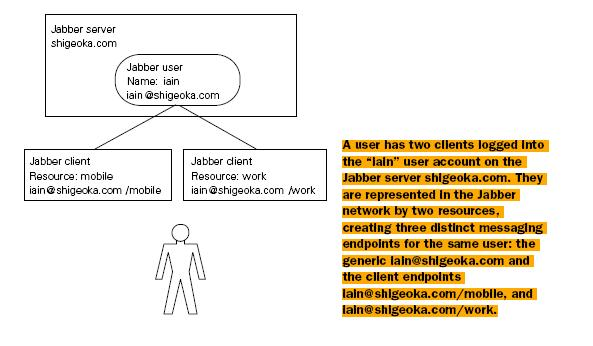 Jabber server
shigeoka.com
Jabber user
Name: iain
iain@shigeoka.com
Jabber client
Resource: mobile
iain@shigeoka.com /mobile
Jabber client
Resource: work
iain@shigeoka.com /work
A user has two clients logged into
the “iain” user account on the
Jabber server shigeoka.com. They
are represented in the Jabber
network by two resources,
creating three distinct messaging
endpoints for the same user: the
generic iain@shigeoka.com and
the client endpoints
iain@shigeoka.com/mobile, and
iain@shigeoka.com/work.